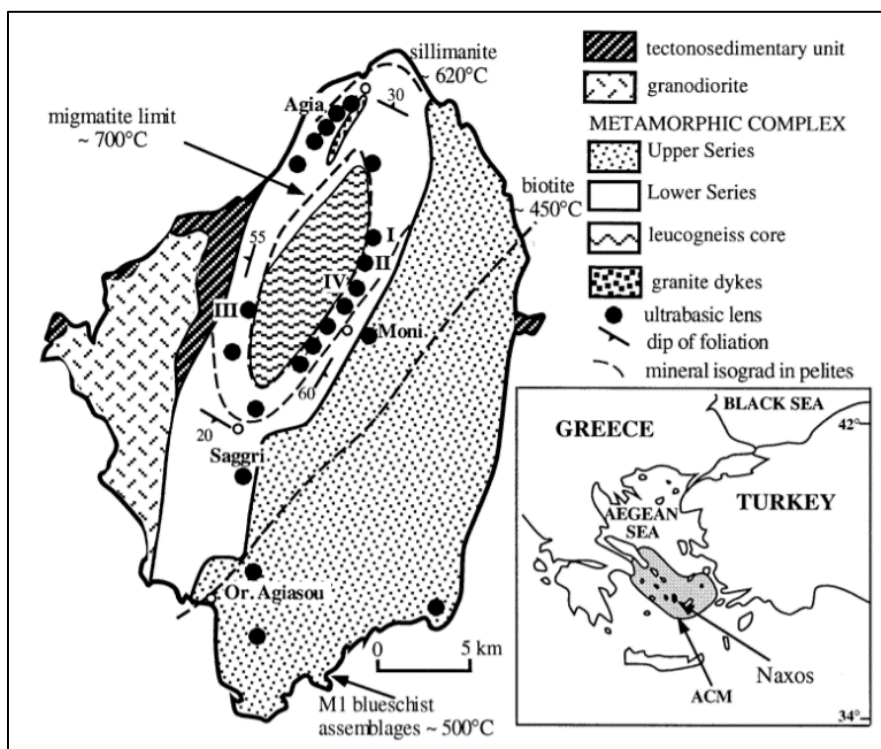 sillimanite
~ 620°C
30
Agia
migmatite limit
~ 700°C
biotite
~ 450°C
55
I
II
IV
III
Moni
60
20
Saggri
Or. Agiasou
0 5 km
M1 blueschist
assemblages ~ 500°C
tectonosedimentary unit
granodiorite
METAMORPHIC COMPLEX
Upper Series
Lower Series
leucogneiss core
granite dykes
ultrabasic lens
dip of foliation
mineral isograd in pelites
BLACK SEA
42°
GREECE
TURKEY
AEGEAN
SEA
Naxos
ACM
34°